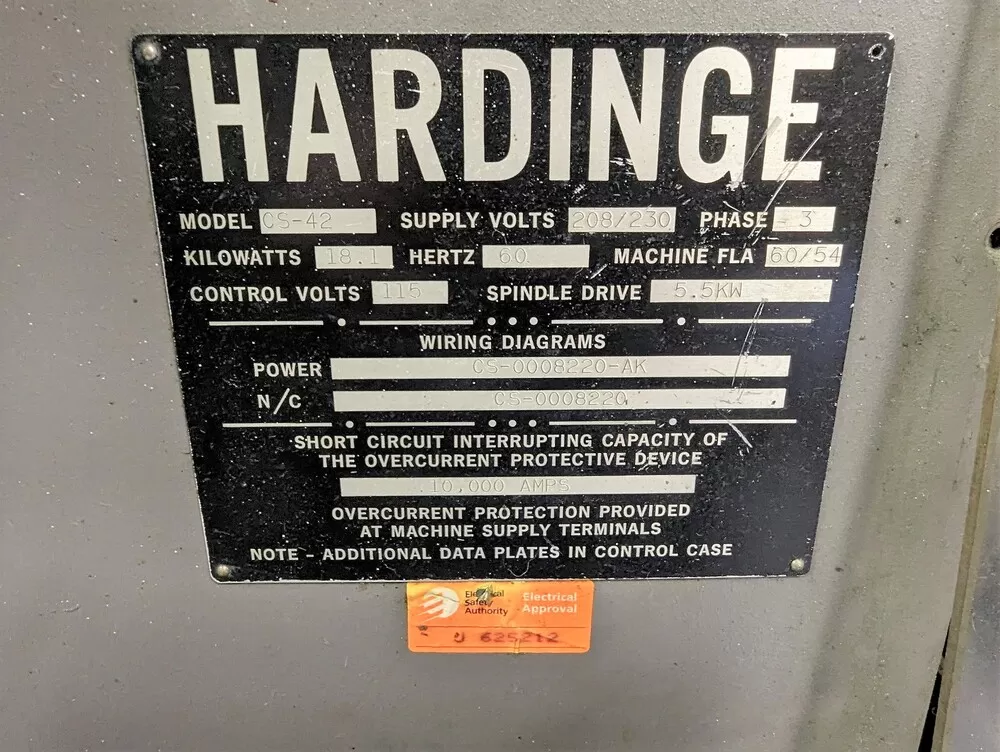 HARDINGE
MODEL CS-42 SUPPLY VOLTS 208/230 PHASE 3
KILOWATTS 18.1 HERTZ 60 MACHINE FLA 60/54
CONTROL VOLTS 115 SPINDLE DRIVE 5.5KW
WIRING DIAGRAMS
POWER CS-0008220-AK
N/C CS-0008220
SHORT CIRCUIT INTERRUPTING CAPACITY OF
THE OVERCURRENT PROTECTIVE DEVICE
10,000 AMPS
OVERCURRENT PROTECTION PROVIDED
AT MACHINE SUPPLY TERMINALS
NOTE - ADDITIONAL DATA PLATES IN CONTROL CASE
Electrical Safety Authority
Electrical Approval
625212